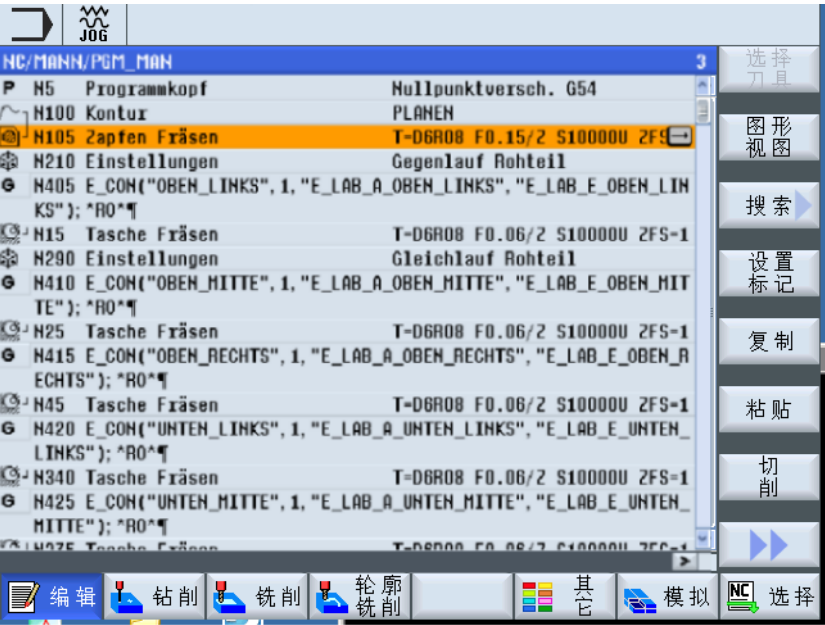 JOG
NC/MANN/PGM_MAN 3
P N5 Programmkopf Nullpunktversch. G54
N100 Kontur PLANEN
N105 Zapfen Fräsen T=D6R08 F0.15/Z S10000U ZFS
N210 Einstellungen Gegenlauf Rohteil
G N405 E_CON("OBEN_LINKS",1,"E_LAB_A_OBEN_LINKS","E_LAB_E_OBEN_LIN
KS");*RO*¶
N15 Tasche Fräsen T=D6R08 F0.06/Z S10000U ZFS=1
N290 Einstellungen Gleichlauf Rohteil
G N410 E_CON("OBEN_MITTE",1,"E_LAB_A_OBEN_MITTE","E_LAB_E_OBEN_MIT
TE");*RO*¶
N25 Tasche Fräsen T=D6R08 F0.06/Z S10000U ZFS=1
G N415 E_CON("OBEN_RECHTS",1,"E_LAB_A_OBEN_RECHTS","E_LAB_E_OBEN_R
ECHTS");*RO*¶
N45 Tasche Fräsen T=D6R08 F0.06/Z S10000U ZFS=1
G N420 E_CON("UNTEN_LINKS",1,"E_LAB_A_UNTEN_LINKS","E_LAB_E_UNTEN_
LINKS");*RO*¶
N340 Tasche Fräsen T=D6R08 F0.06/Z S10000U ZFS=1
G N425 E_CON("UNTEN_MITTE",1,"E_LAB_A_UNTEN_MITTE","E_LAB_E_UNTEN_
MITTE");*RO*¶
选择
刀具
图形
视图
搜索
设置
标记
复制
粘贴
切
削
编辑
钻削
铣削
轮廓
铣削
其
它
模拟
NC 选择